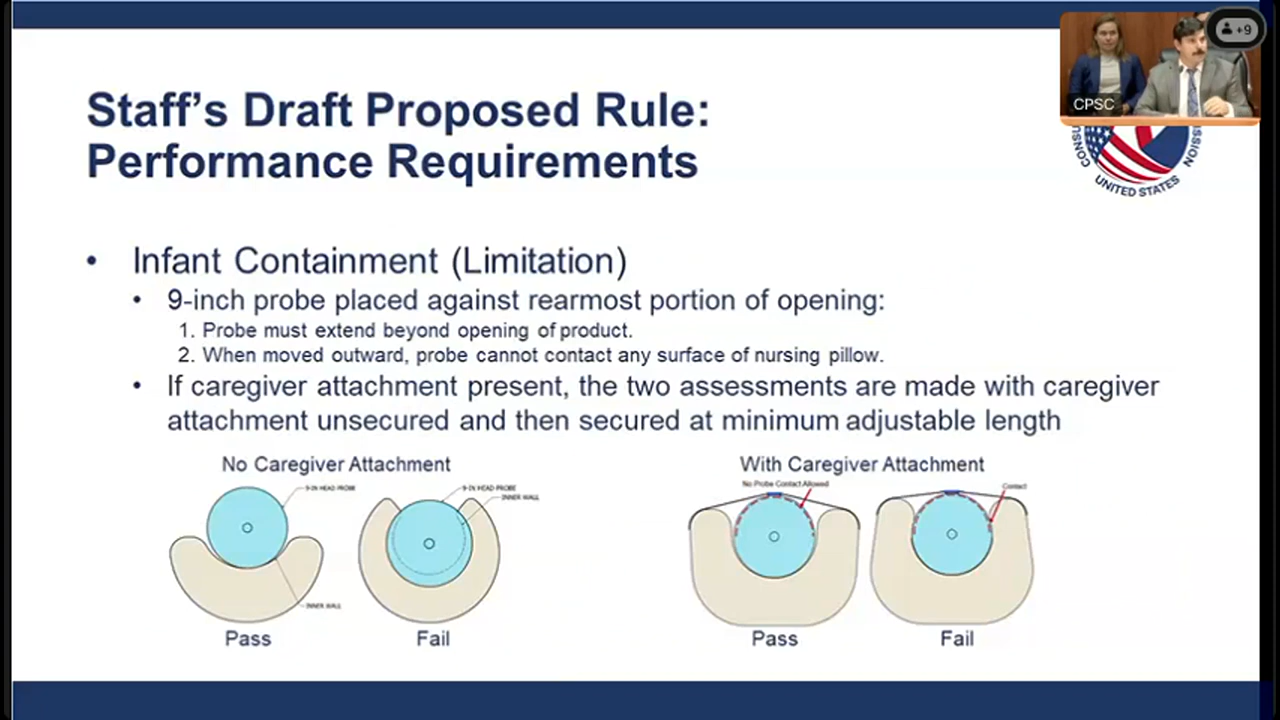 +9
CPSC
Staff's Draft Proposed Rule:
Performance Requirements
UNITED STATES
• Infant Containment (Limitation)
• 9-inch probe placed against rearmost portion of opening:
1. Probe must extend beyond opening of product.
2. When moved outward, probe cannot contact any surface of nursing pillow.
• If caregiver attachment present, the two assessments are made with caregiver
attachment unsecured and then secured at minimum adjustable length
No Caregiver Attachment
With Caregiver Attachment
9-IN HEAD PROBE
9-IN HEAD PROBE
INNER WALL
No Probe Contact Allowed
Contact
INNER WALL
Pass
Fail
Pass
Fail